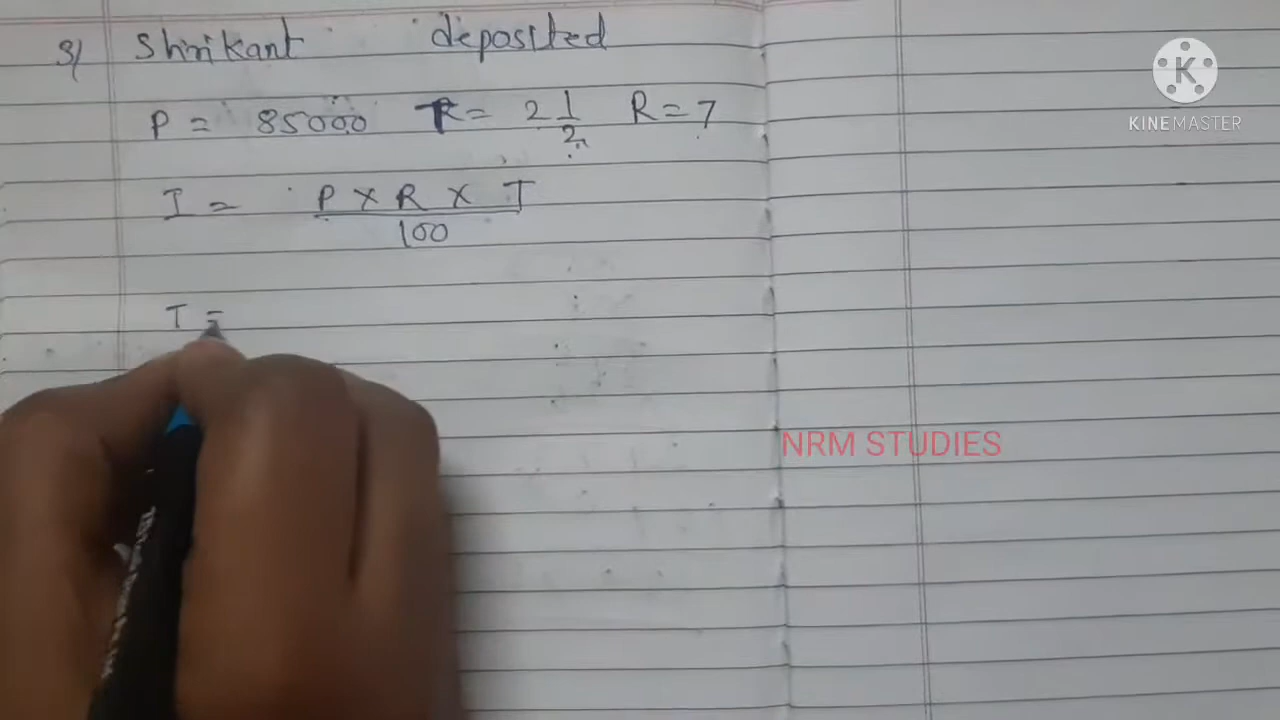 3) Shrikant deposited
P = 85000 T = 2 1/2 R = 7
I = P × R × T / 100
T =
K
KINEMASTER
NRM STUDIES